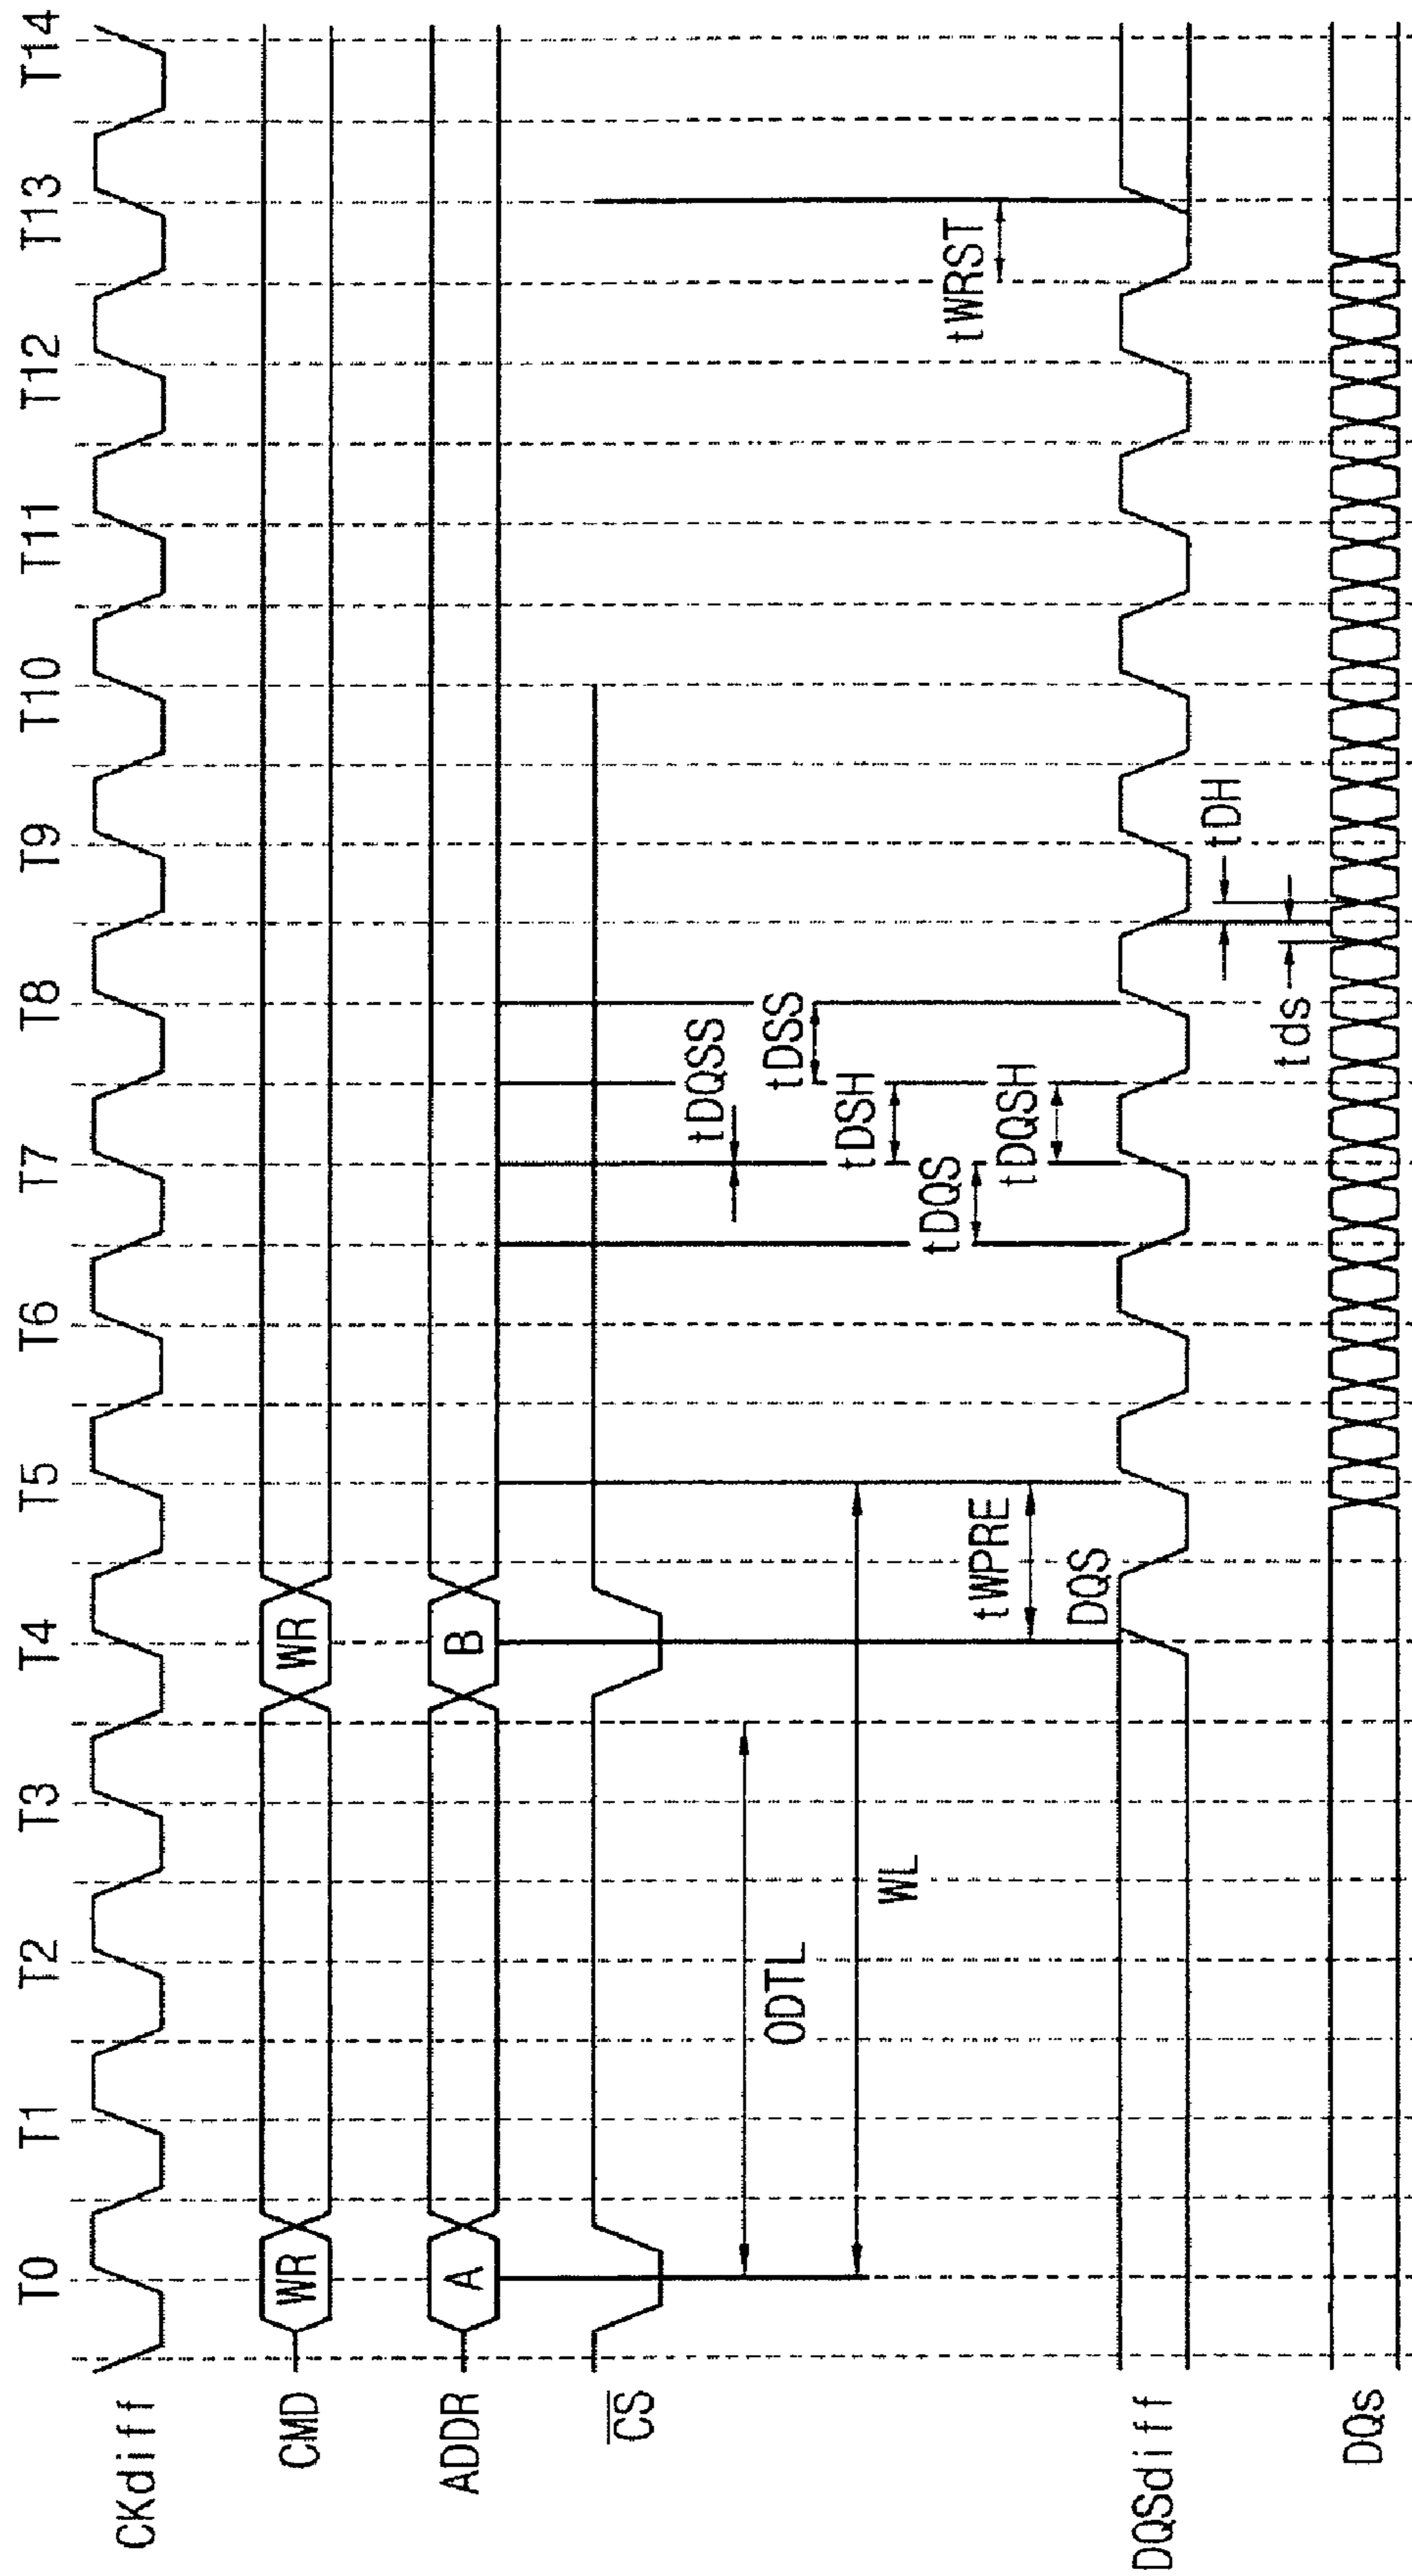 T0 T1 T2 T3 T4 T5 T6 T7 T8 T9 T10 T11 T12 T13 T14
CKdiff
CMD WR WR
ADDR A B
CS
tDQSS
ODTL tDSS
WL tDSH
tDQS tWRST
tWPRE tDQSH
DQS
DQSdiff
tDH
tds
DQs